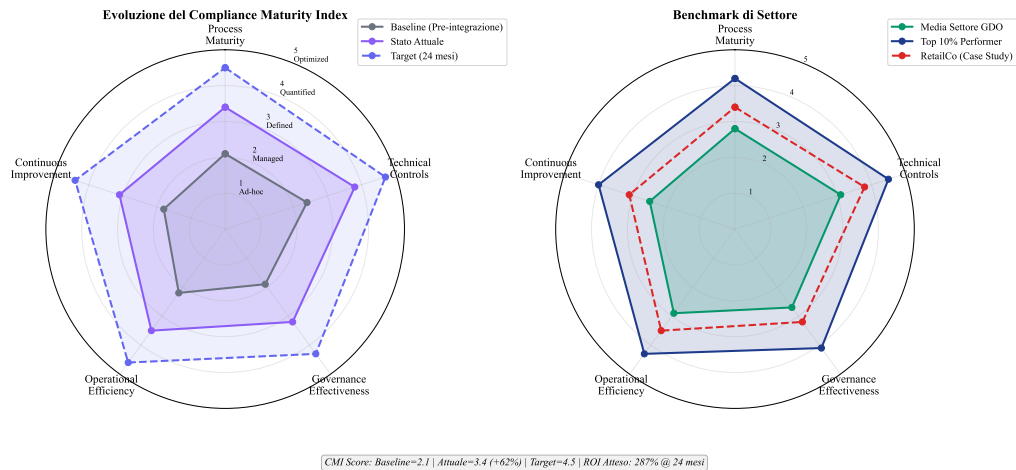 Evoluzione del Compliance Maturity Index
Baseline (Pre-integrazione)
Stato Attuale
Target (24 mesi)
Process
Maturity
Technical
Controls
Governance
Effectiveness
Operational
Efficiency
Continuous
Improvement
5
Optimized
4
Quantified
3
Defined
2
Managed
1
Ad-hoc
Benchmark di Settore
Media Settore GDO
Top 10% Performer
RetailCo (Case Study)
Process
Maturity
Technical
Controls
Governance
Effectiveness
Operational
Efficiency
Continuous
Improvement
5
4
3
2
1
CMI Score: Baseline=2.1 | Attuale=3.4 (+62%) | Target=4.5 | ROI Atteso: 287% @ 24 mesi